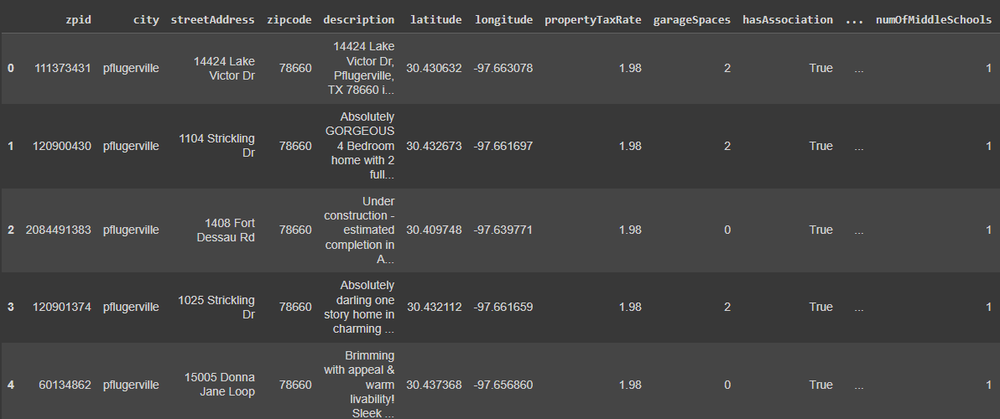 zpid city streetAddress zipcode description latitude longitude propertyTaxRate garageSpaces hasAssociation ... numOfMiddleSchools
0 111373431 pflugerville 14424 Lake Victor Dr 78660 14424 Lake Victor Dr, Pflugerville, TX 78660 i... 30.430632 -97.663078 1.98 2 True ... 1
1 120900430 pflugerville 1104 Strickling Dr 78660 Absolutely GORGEOUS 4 Bedroom home with 2 full... 30.432673 -97.661697 1.98 2 True ... 1
2 2084491383 pflugerville 1408 Fort Dessau Rd 78660 Under construction - estimated completion in A... 30.409748 -97.639771 1.98 0 True ... 1
3 120901374 pflugerville 1025 Strickling Dr 78660 Absolutely darling one story home in charming ... 30.432112 -97.661659 1.98 2 True ... 1
4 60134862 pflugerville 15005 Donna Jane Loop 78660 Brimming with appeal & warm livability! Sleek ... 30.437368 -97.656860 1.98 0 True ... 1